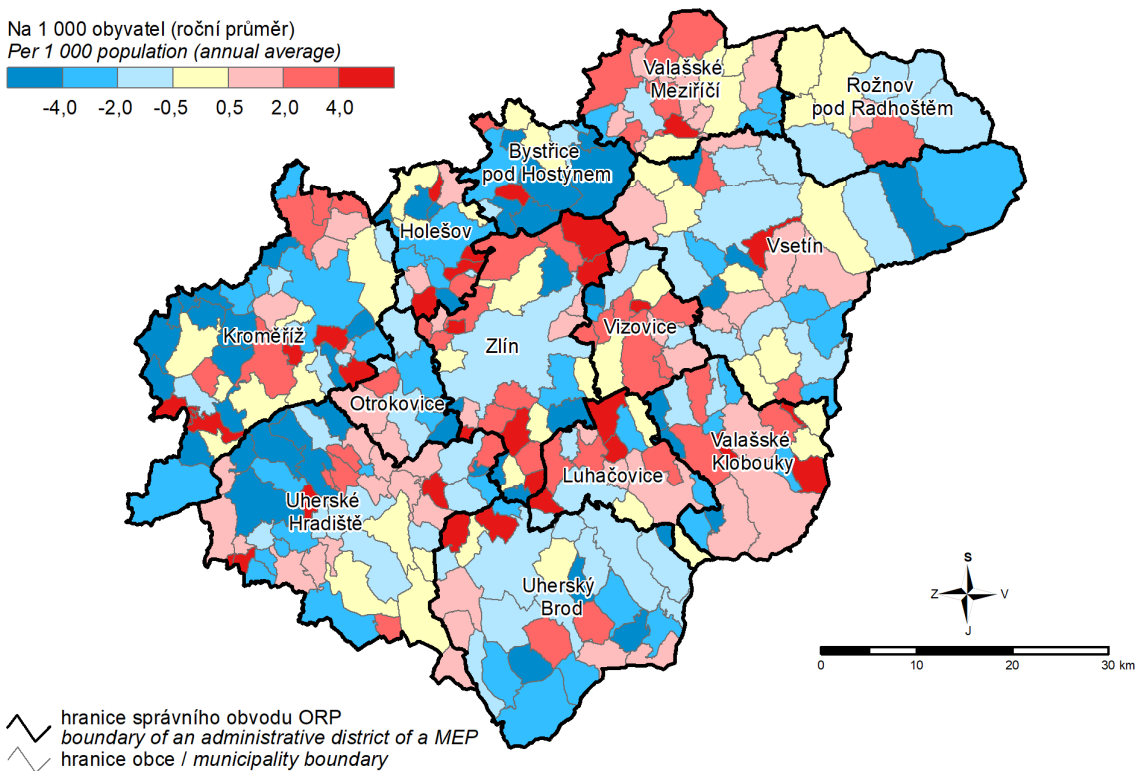 Na 1 000 obyvatel (roční průměr)
Per 1 000 population (annual average)
-4,0 -2,0 -0,5 0,5 2,0 4,0
Valašské
Meziříčí
Rožnov
pod Radhoštěm
Bystřice
pod Hostýnem
Holešov
Vsetín
Kroměříž
Zlín
Vizovice
Otrokovice
Valašské
Klobouky
Luhačovice
Uherské
Hradiště
Uherský
Brod
S
Z V
J
0 10 20 30 km
hranice správního obvodu ORP
boundary of an administrative district of a MEP
hranice obce / municipality boundary